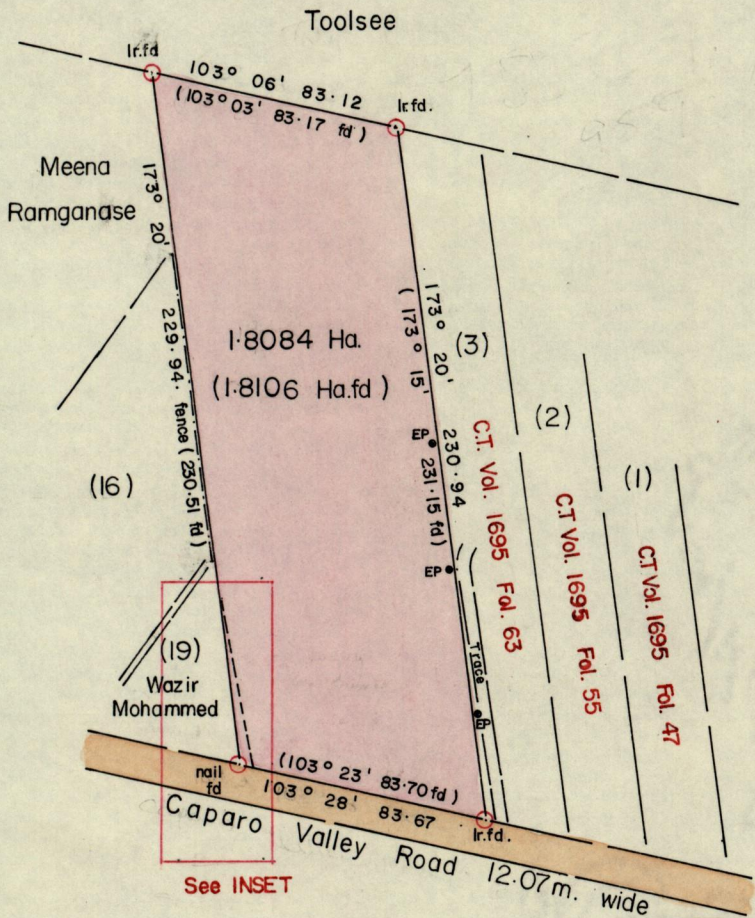 Toolsee
Ir.fd
103° 06' 83·12
(103° 03' 83·17 fd)
Ir.fd.
Meena
Ramganase
173° 20'
229·94· fence (230·51 fd)
1·8084 Ha.
(1·8106 Ha.fd)
173° 20' 230·94
(173° 15' 231·15 fd)
(3)
(2)
(1)
EP
EP
EP
C.T. Vol. 1695 Fol. 63
C.T Vol. 1695 Fol. 55
C.T Vol. 1695 Fol. 47
(16)
(19)
Wazir
Mohammed
Trace
nail
fd
(103° 23' 83·70 fd)
103° 28' 83·67
Ir.fd.
Caparo Valley Road 12·07m. wide
See INSET